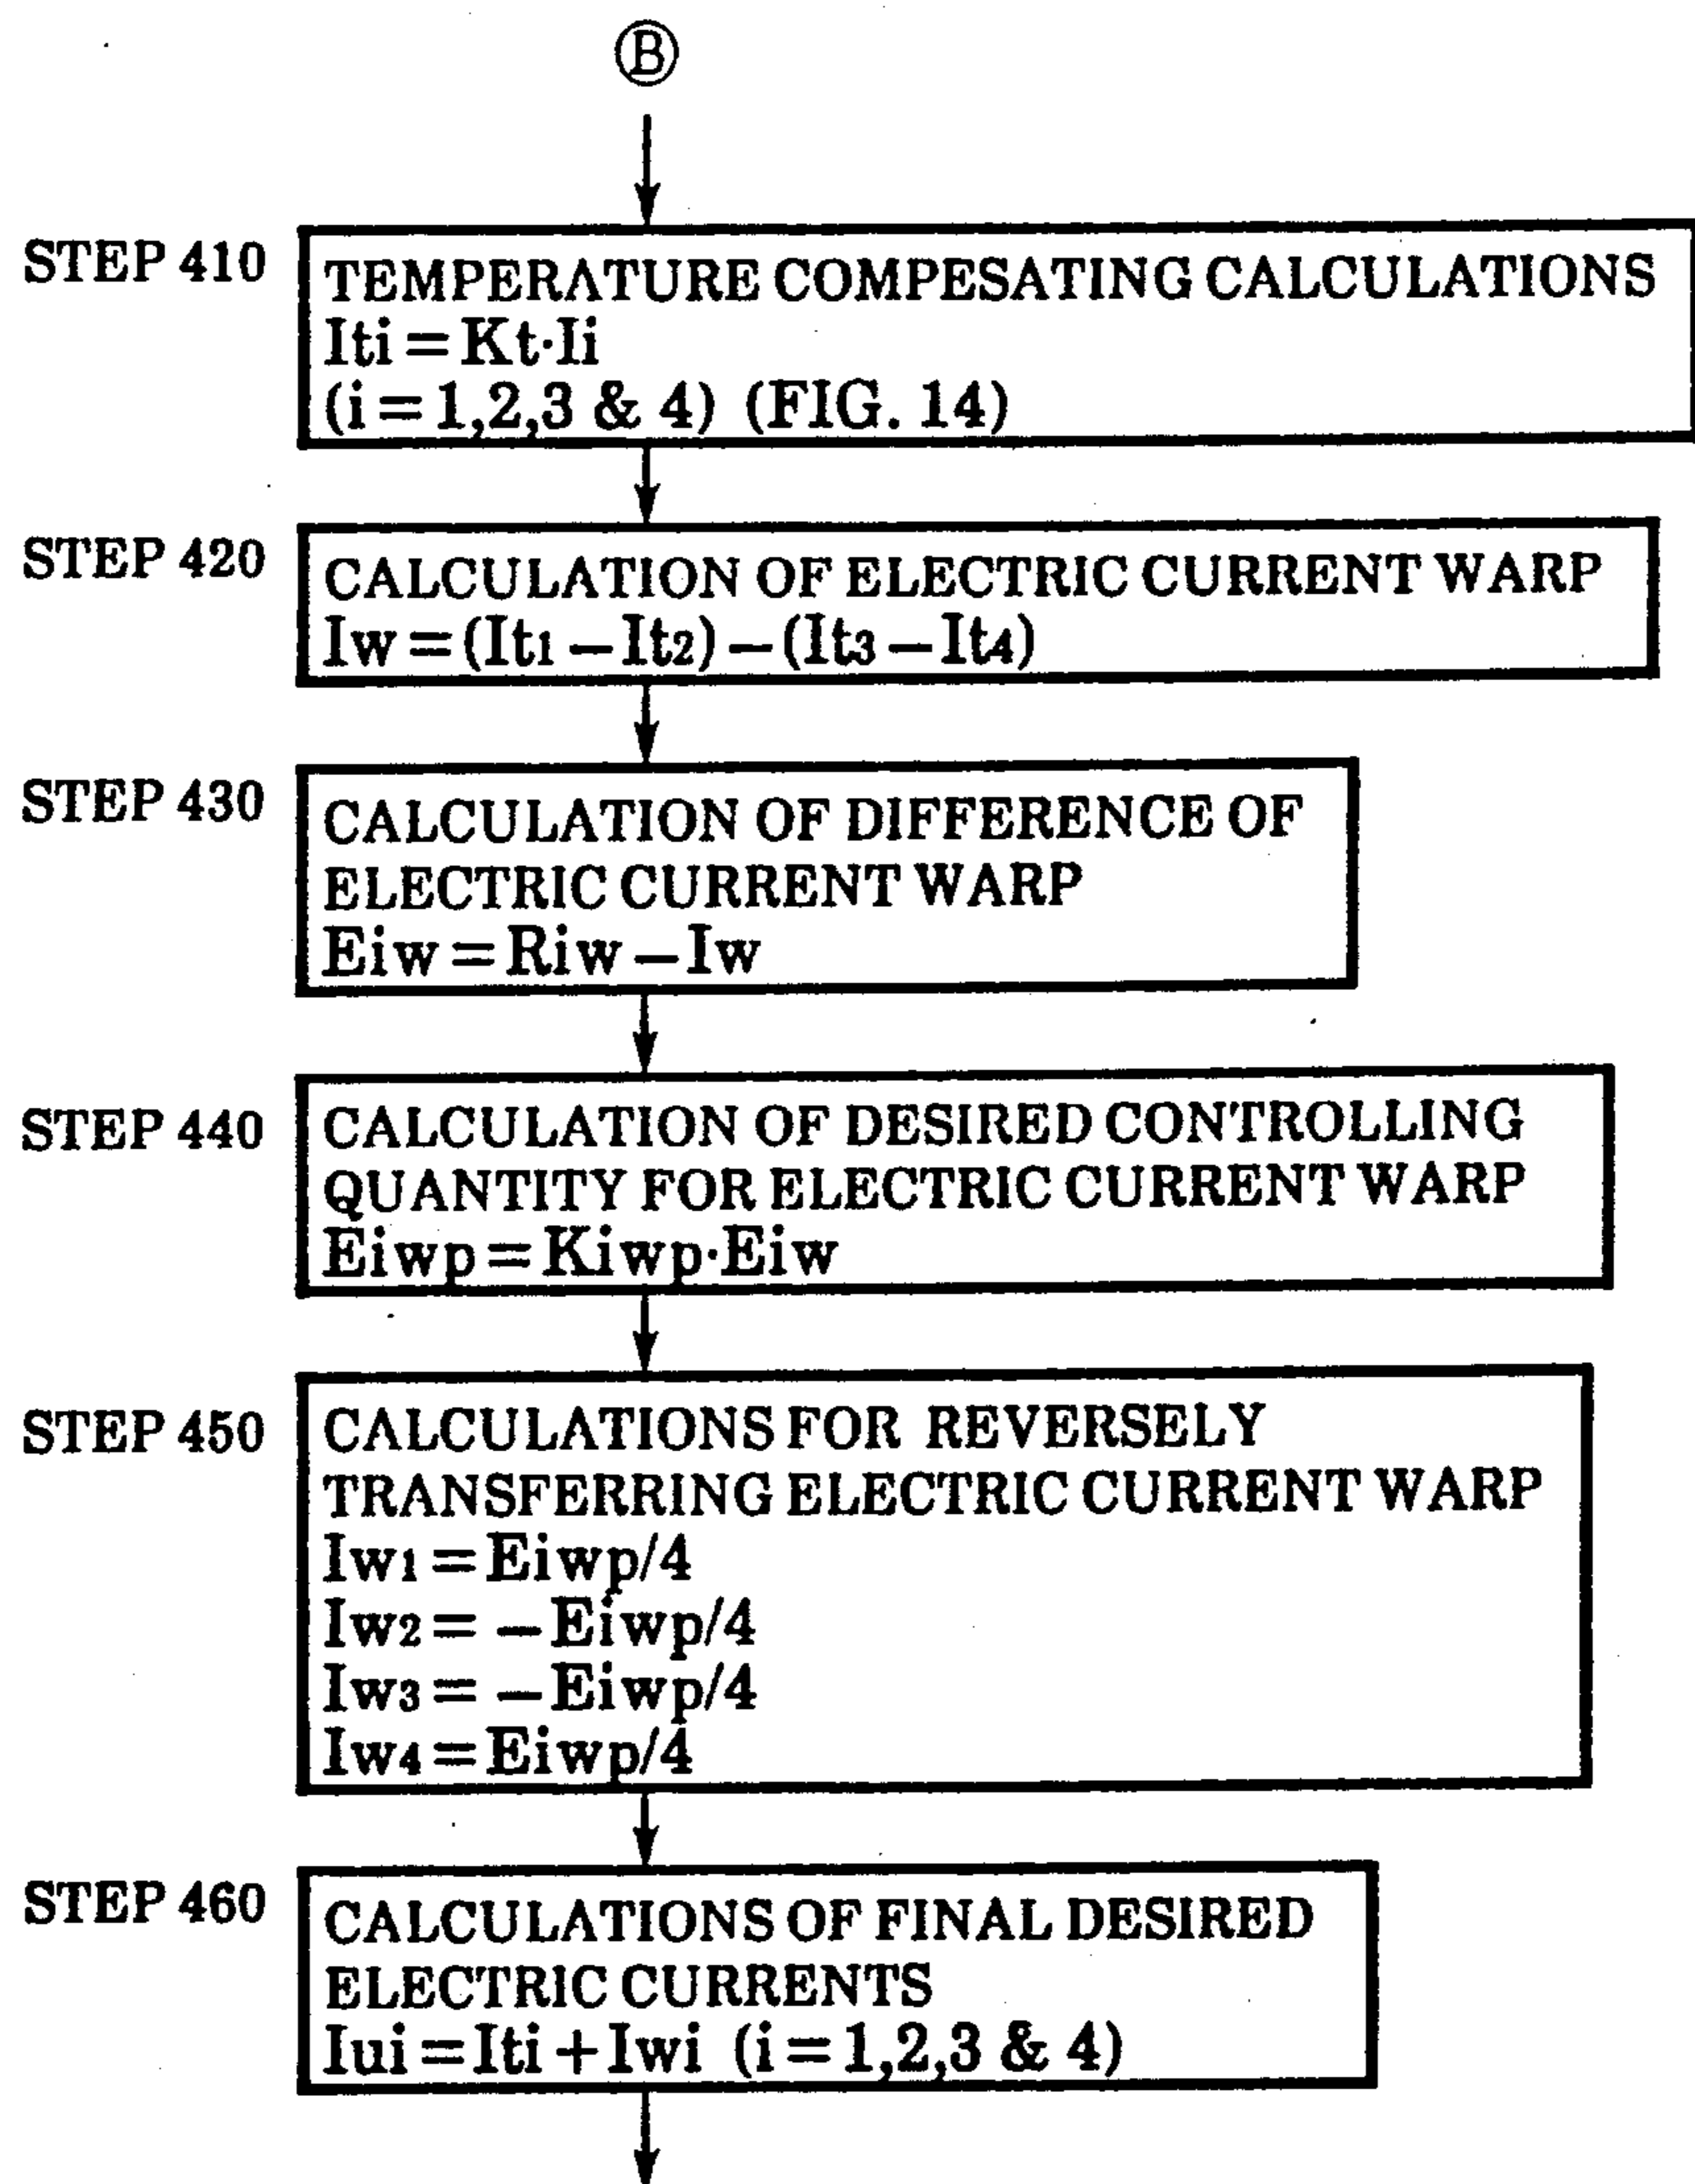 B
STEP 410
TEMPERATURE COMPESATING CALCULATIONS
Iti = Kt·Ii
(i = 1,2,3 & 4) (FIG. 14)
STEP 420
CALCULATION OF ELECTRIC CURRENT WARP
Iw = (It1 – It2) – (It3 – It4)
STEP 430
CALCULATION OF DIFFERENCE OF
ELECTRIC CURRENT WARP
Eiw = Riw – Iw
STEP 440
CALCULATION OF DESIRED CONTROLLING
QUANTITY FOR ELECTRIC CURRENT WARP
Eiwp = Kiwp·Eiw
STEP 450
CALCULATIONS FOR REVERSELY
TRANSFERRING ELECTRIC CURRENT WARP
Iw1 = Eiwp/4
Iw2 = –Eiwp/4
Iw3 = –Eiwp/4
Iw4 = Eiwp/4
STEP 460
CALCULATIONS OF FINAL DESIRED
ELECTRIC CURRENTS
Iui = Iti + Iwi (i = 1,2,3 & 4)